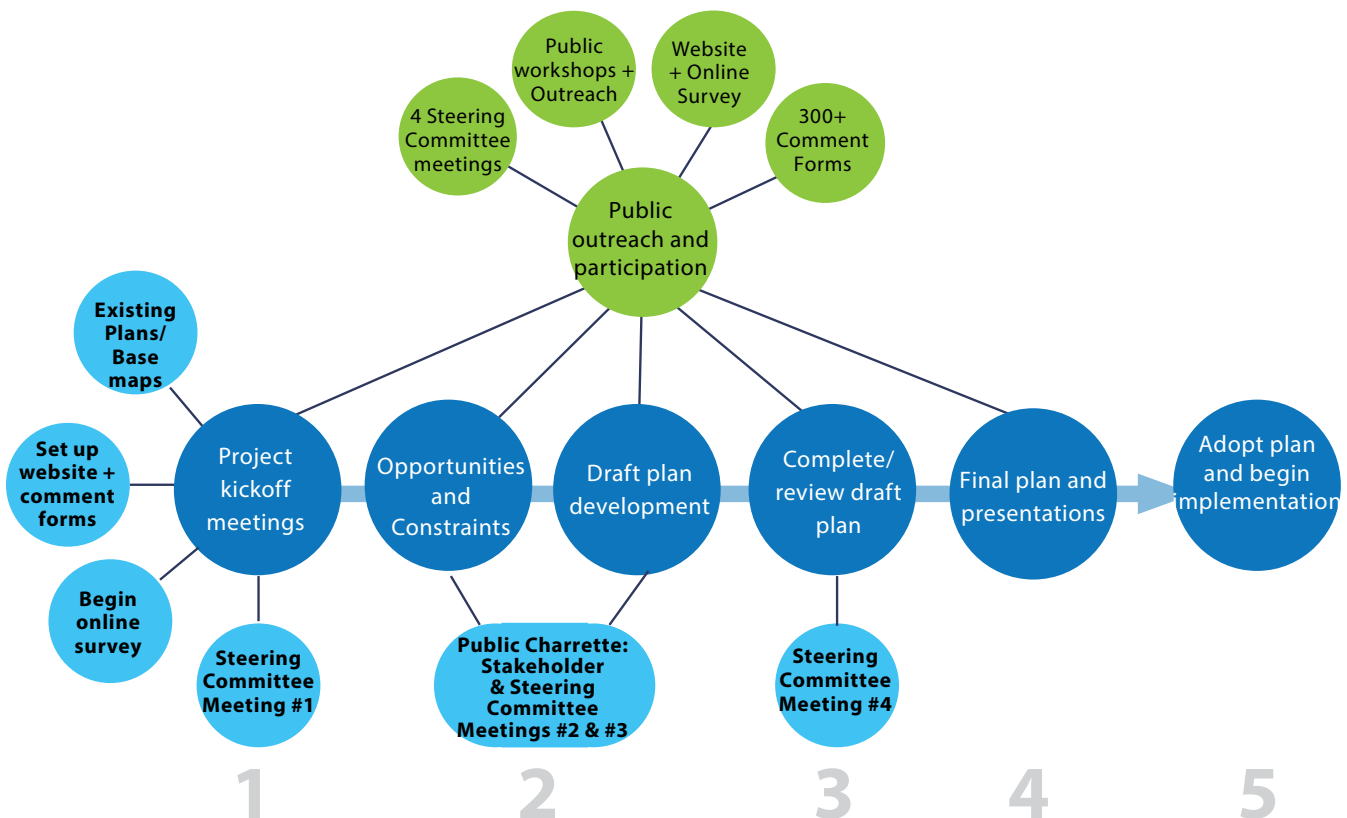 Public
workshops +
Outreach
Website
+ Online
Survey
4 Steering
Committee
meetings
300+
Comment
Forms
Public
outreach and
participation
Existing
Plans/
Base
maps
Set up
website +
comment
forms
Begin
online
survey
Project
kickoff
meetings
Opportunities
and
Constraints
Draft plan
development
Complete/
review draft
plan
Final plan and
presentations
Adopt plan
and begin
implementation
Steering
Committee
Meeting #1
Public Charrette:
Stakeholder
& Steering
Committee
Meetings #2 & #3
Steering
Committee
Meeting #4
1
2
3
4
5